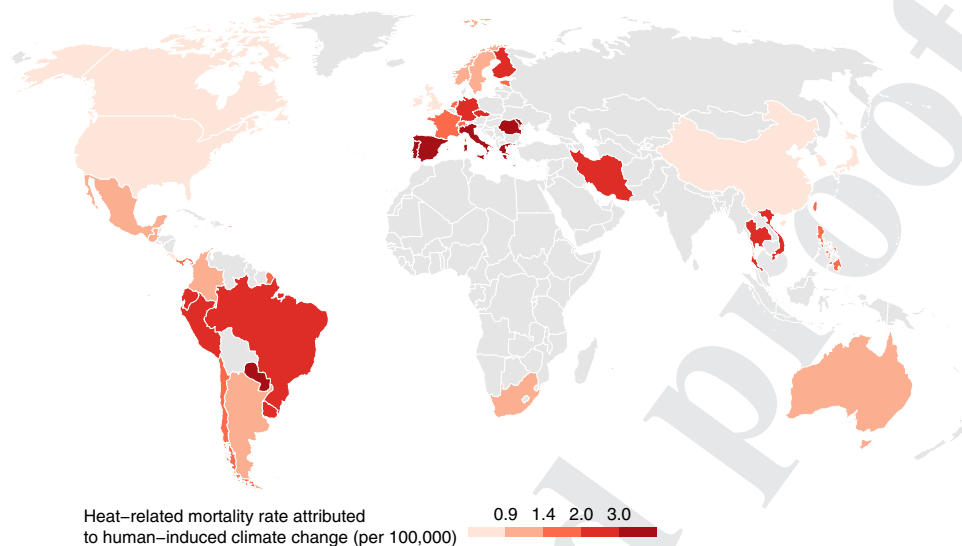 0.9 1.4 2.0 3.0
Heat−related mortality rate attributed
to human−induced climate change (per 100,000)